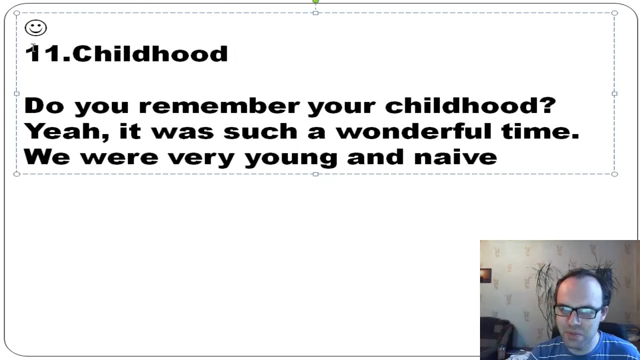 11.Childhood
Do you remember your childhood?
Yeah, it was such a wonderful time.
We were very young and naive